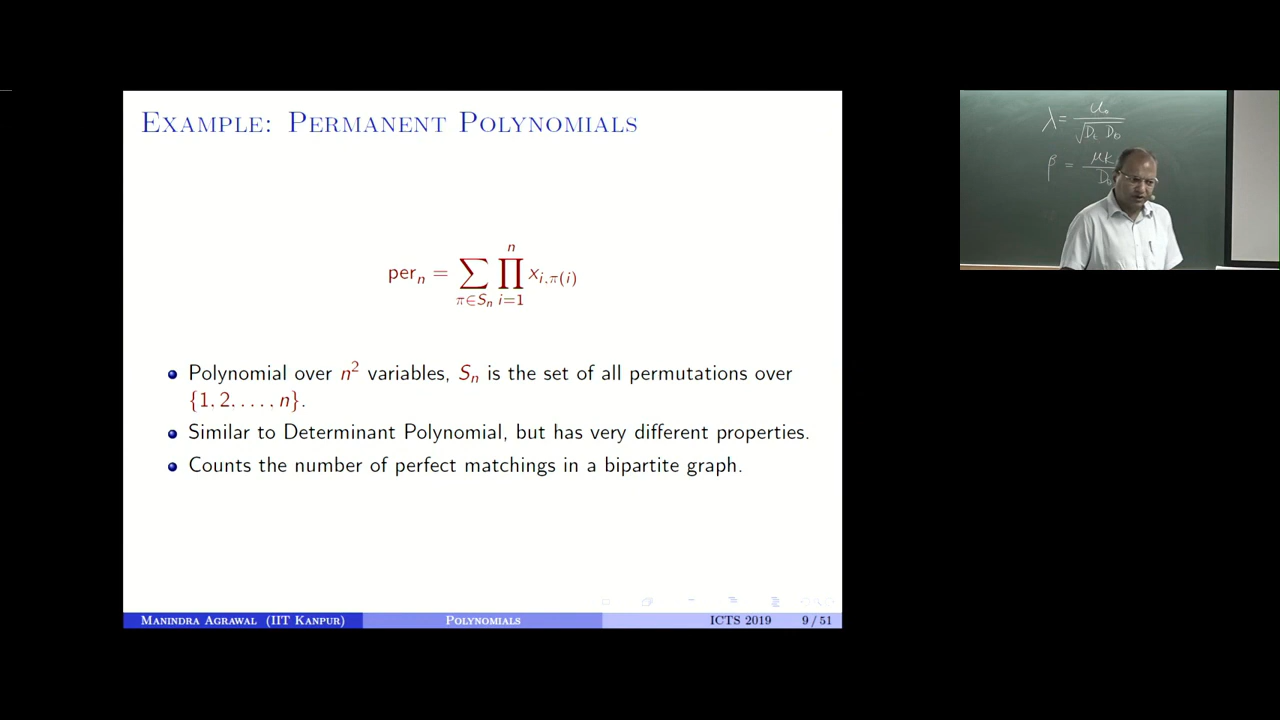 EXAMPLE: PERMANENT POLYNOMIALS
per_n = ∑_{π∈S_n} ∏_{i=1}^{n} x_{i,π(i)}
Polynomial over n² variables, S_n is the set of all permutations over
{1, 2, . . . , n}.
Similar to Determinant Polynomial, but has very different properties.
Counts the number of perfect matchings in a bipartite graph.
MANINDRA AGRAWAL (IIT KANPUR) POLYNOMIALS ICTS 2019 9 / 51
λ =
β =